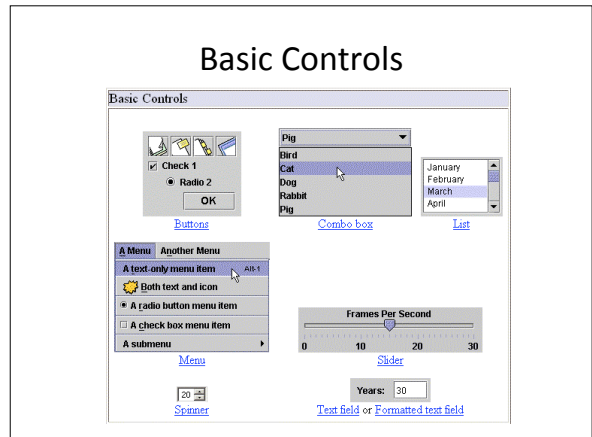 Basic Controls
Basic Controls
Check 1
Radio 2
OK
Buttons
Pig
Bird
Cat
Dog
Rabbit
Pig
Combo box
January
February
March
April
List
A Menu Another Menu
A text-only menu item Alt-1
Both text and icon
A radio button menu item
A check box menu item
A submenu
Menu
Frames Per Second
0 10 20 30
Slider
20
Spinner
Years: 30
Text field or Formatted text field